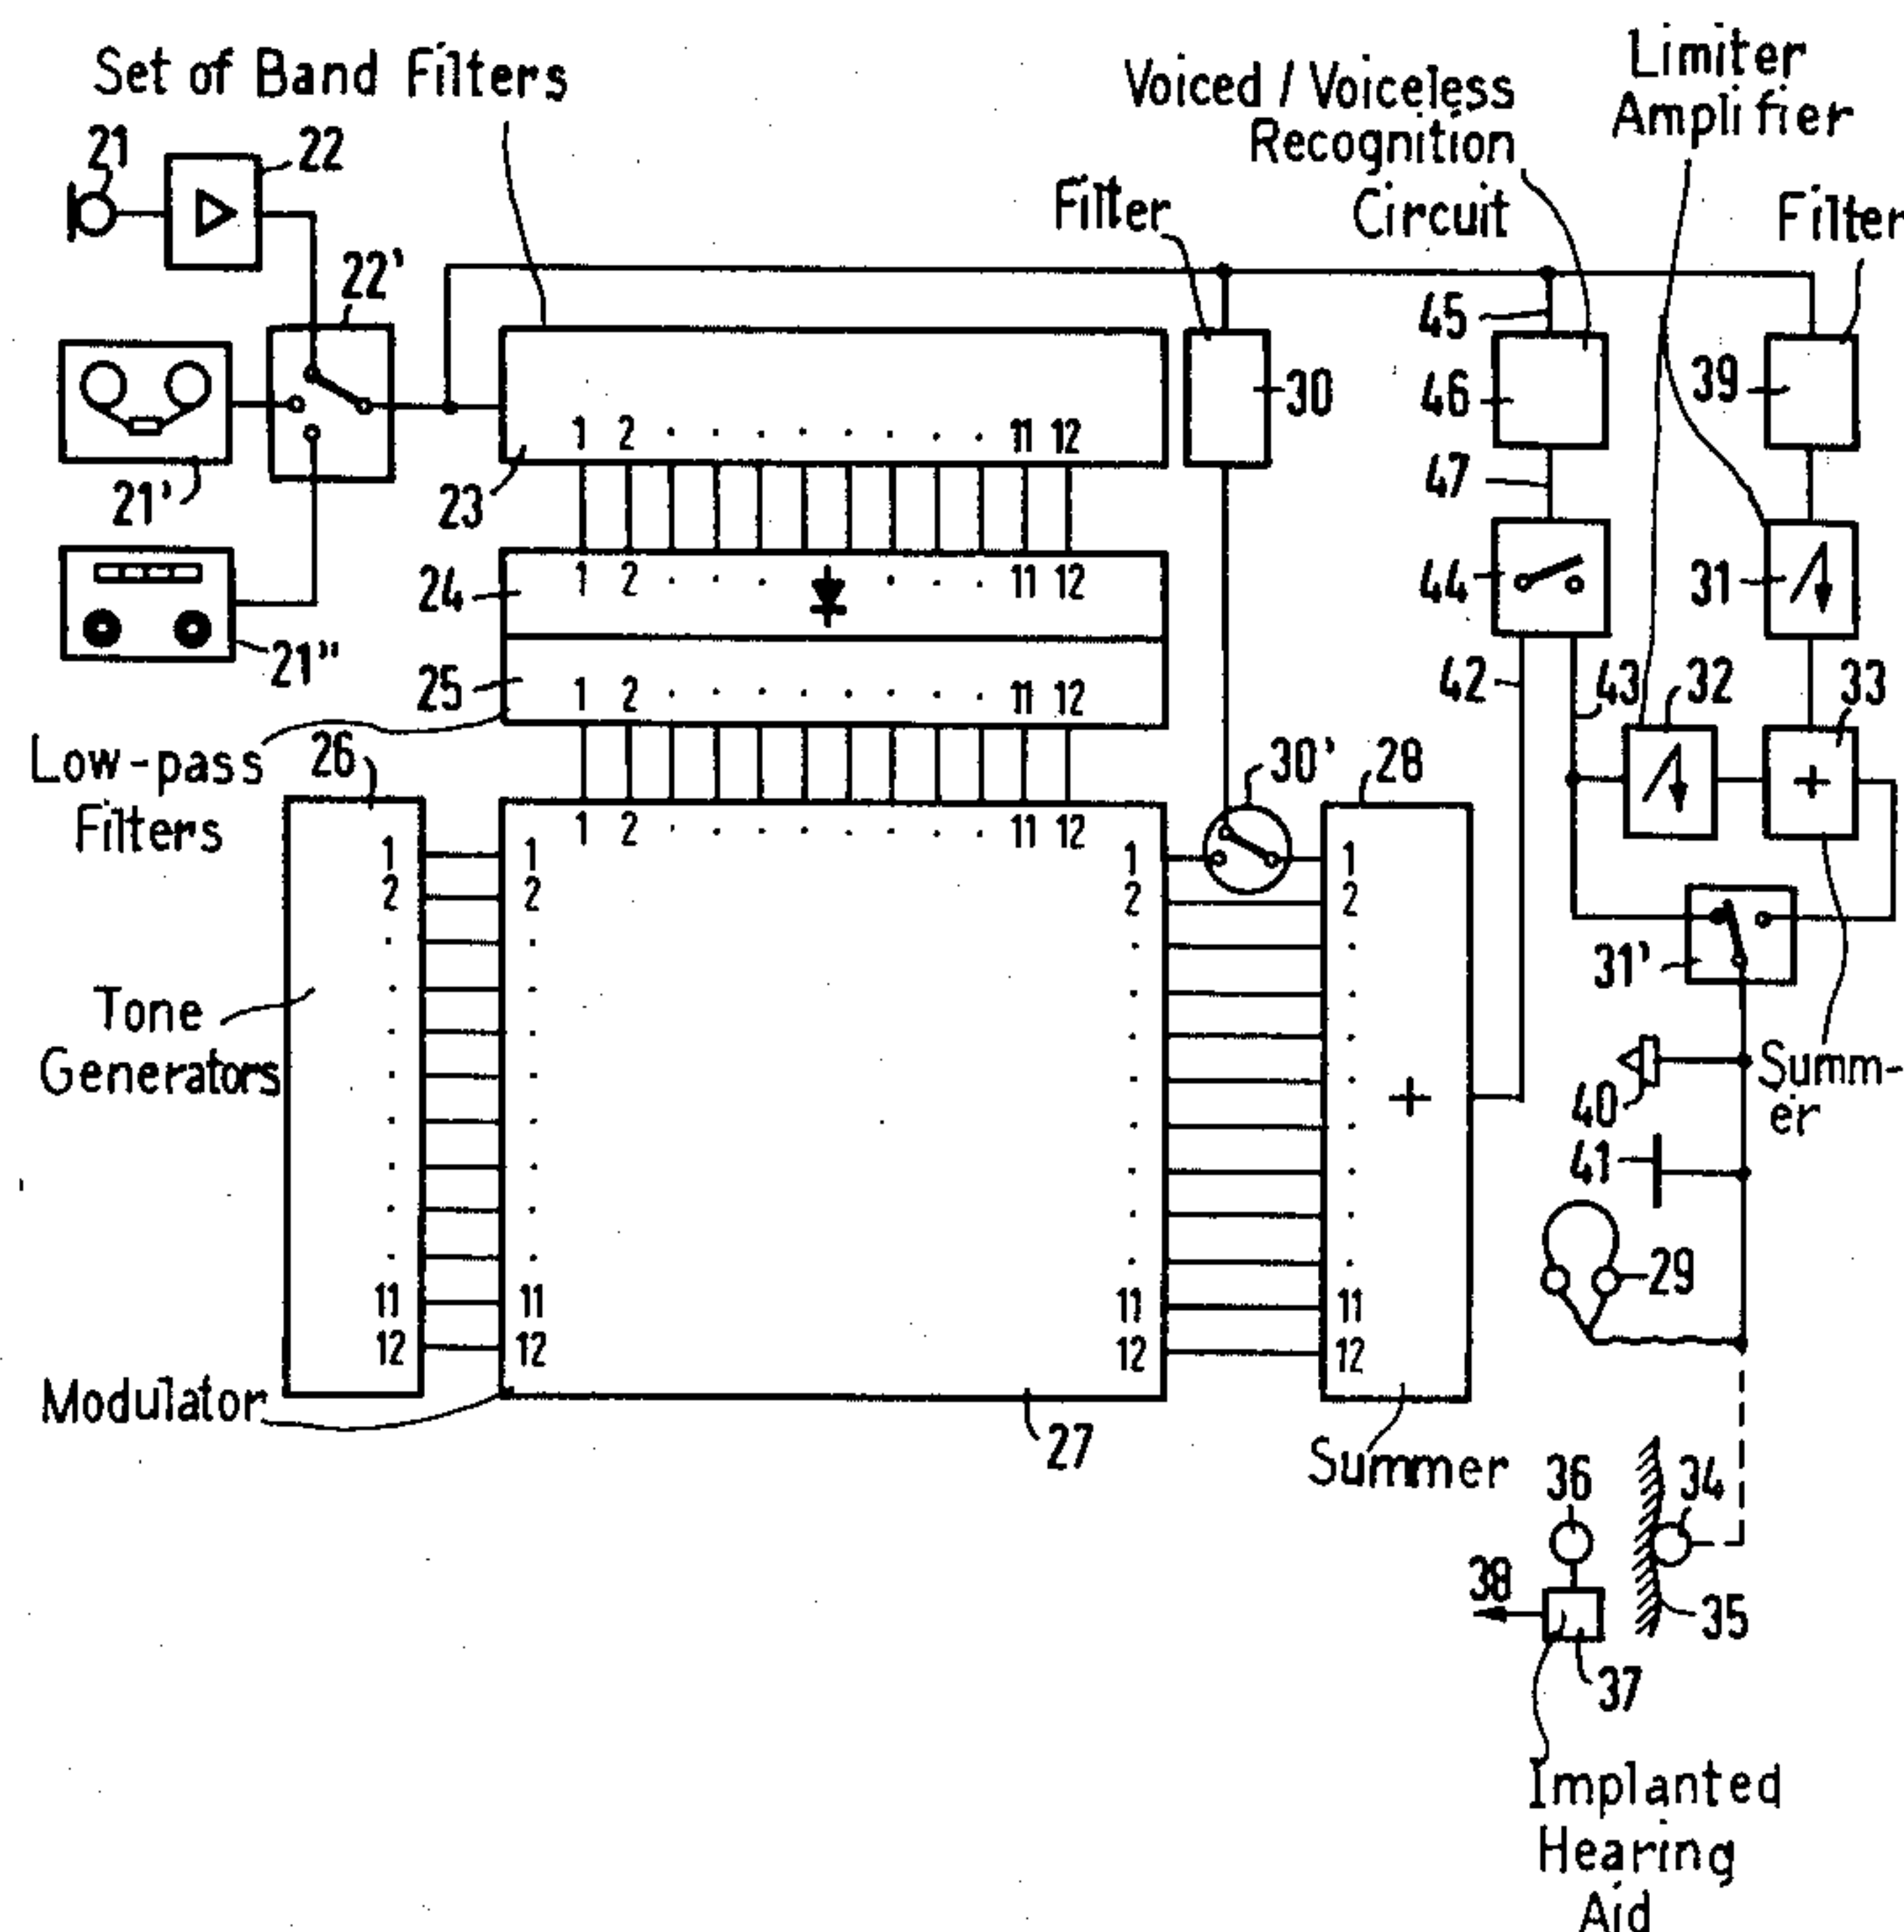 Set of Band Filters
Voiced / Voiceless
Recognition
Circuit
Limiter
Amplifier
Filter
Filter
21
22
22'
21'
21"
23
1 2 . . . . . . . . 11 12
30
45
46
47
39
44
31
24
1 2 . . . . . . 11 12
25
1 2 . . . . . . . . 11 12
42
43
32
33
Low-pass
Filters
26
30'
28
1 2 . . . . . . . . 11 12
1 1 1 1
2 2 2 2
+
+
31'
Tone
Generators
40
41
Summ-
er
29
11 11 11 11
12 12 12 12
Modulator
27
Summer
36
34
38
35
37
Implanted
Hearing
Aid